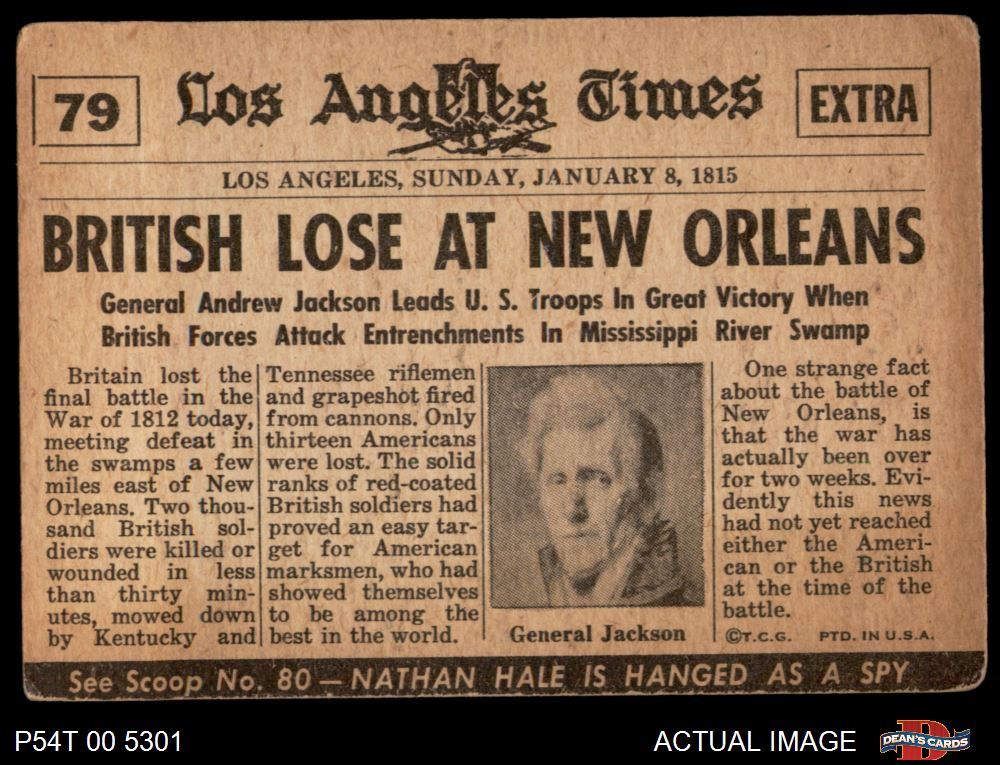 79
Los Angeles Times
EXTRA
LOS ANGELES, SUNDAY, JANUARY 8, 1815
BRITISH LOSE AT NEW ORLEANS
General Andrew Jackson Leads U. S. Troops In Great Victory When
British Forces Attack Entrenchments In Mississippi River Swamp
Britain lost the
final battle in the
War of 1812 today,
meeting defeat in
the swamps a few
miles east of New
Orleans. Two thou-
sand British sol-
diers were killed or
wounded in less
than thirty min-
utes, mowed down
by Kentucky and
Tennessee riflemen
and grapeshot fired
from cannons. Only
thirteen Americans
were lost. The solid
ranks of red-coated
British soldiers had
proved an easy tar-
get for American
marksmen, who had
showed themselves
to be among the
best in the world.
General Jackson
One strange fact
about the battle of
New Orleans, is
that the war has
actually been over
for two weeks. Evi-
dently this news
had not yet reached
either the Ameri-
can or the British
at the time of the
battle.
©T.C.G. PTD. IN U.S.A.
See Scoop No. 80 — NATHAN HALE IS HANGED AS A SPY
P54T 00 5301
ACTUAL IMAGE
DEAN'S CARDS